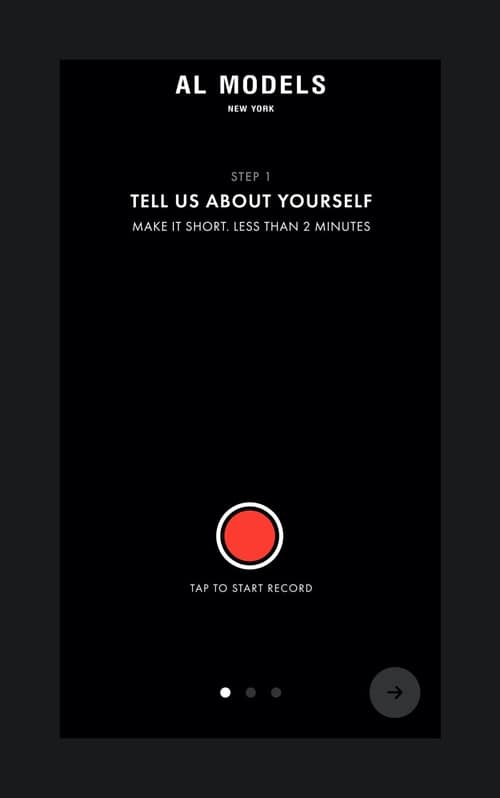 AL MODELS
NEW YORK
STEP 1
TELL US ABOUT YOURSELF
MAKE IT SHORT. LESS THAN 2 MINUTES
TAP TO START RECORD